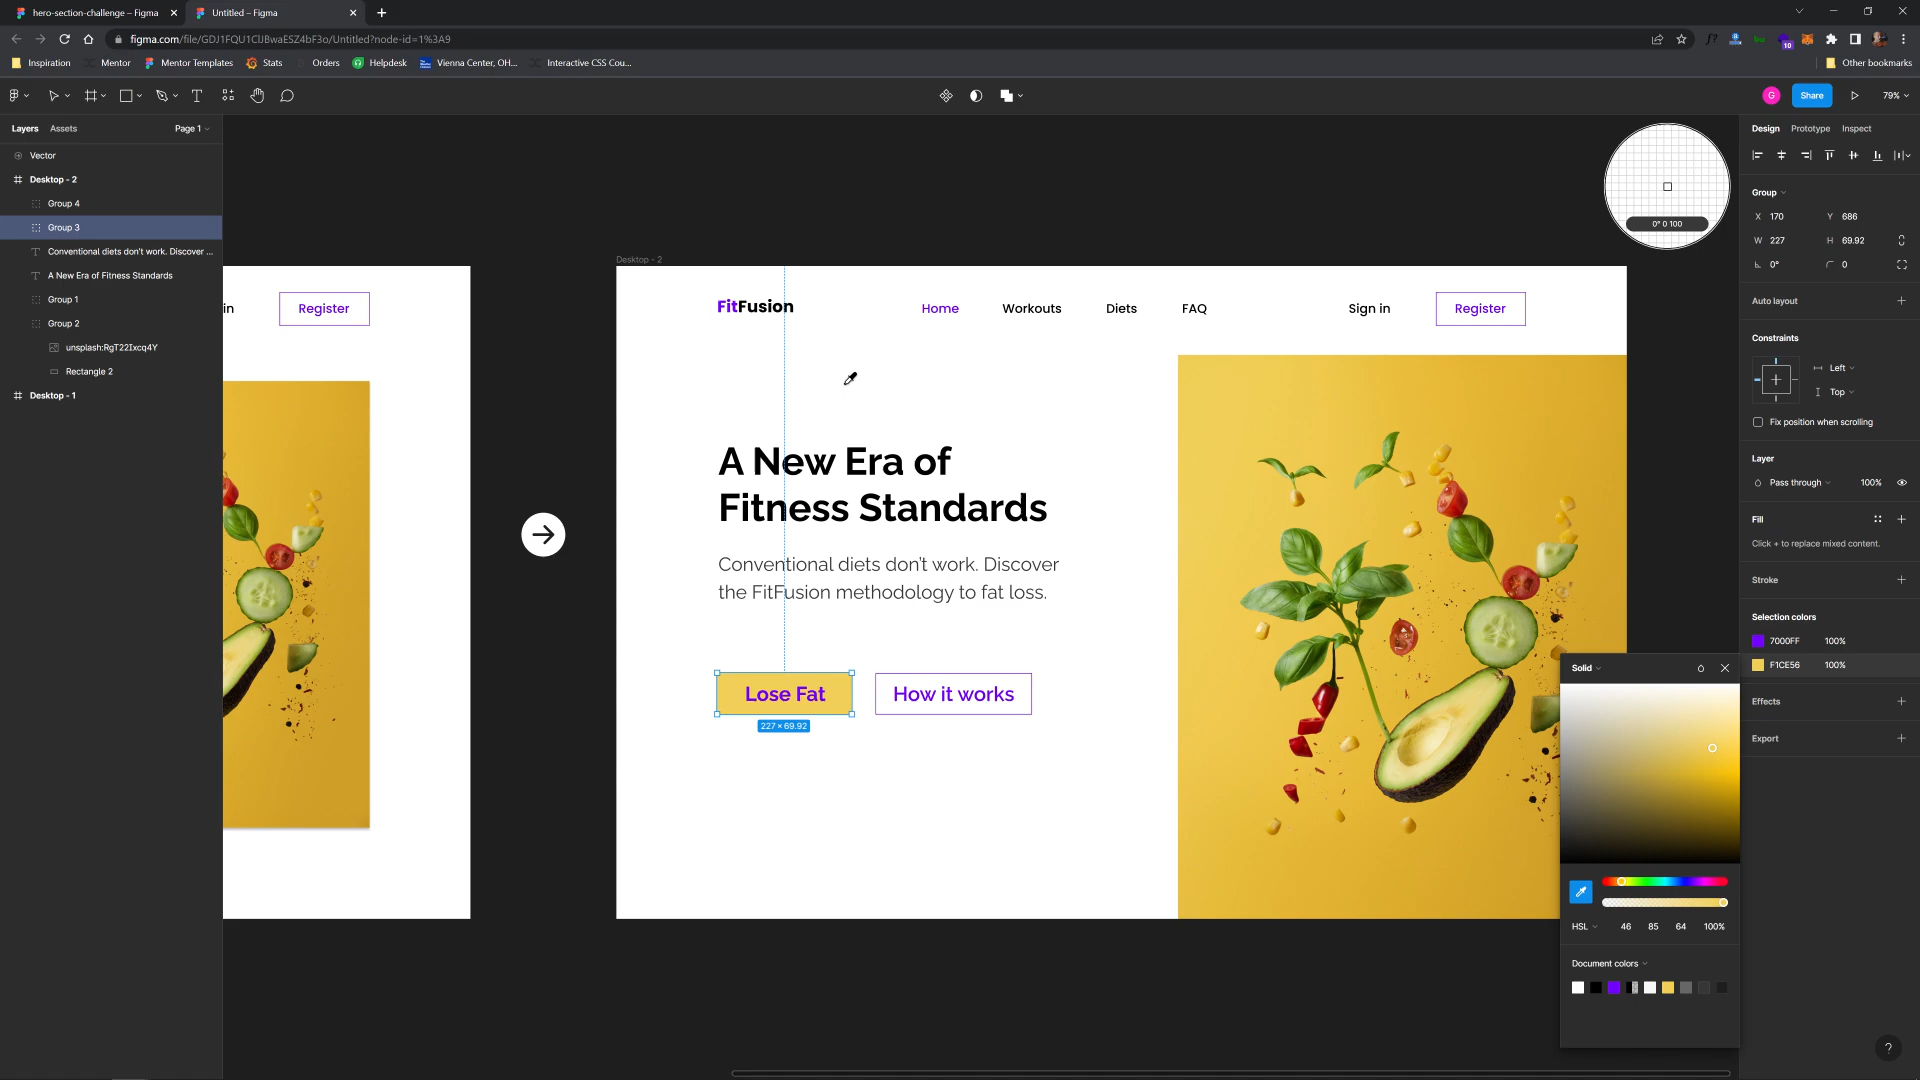 hero-section-challenge – Figma
Untitled – Figma
figma.com/file/GDJ1FQU1ClJBwaESZ4bF3o/Untitled?node-id=1%3A9
10
Inspiration
Mentor
Mentor Templates
Stats
Orders
Helpdesk
Vienna Center, OH...
Interactive CSS Cou...
Other bookmarks
G
Share
79%
Layers
Assets
Page 1
Design
Prototype
Inspect
Vector
Desktop - 2
Group 4
Group 3
Conventional diets don't work. Discover ...
A New Era of Fitness Standards
Group 1
Group 2
unsplash:RgT22Ixcq4Y
Rectangle 2
Desktop - 1
in
Register
Desktop - 2
FitFusion
Home
Workouts
Diets
FAQ
Sign in
Register
A New Era of
Fitness Standards
Conventional diets don't work. Discover
the FitFusion methodology to fat loss.
Lose Fat
How it works
227 × 69.92
0° 0 100
Group
X 170
Y 686
W 227
H 69.92
0°
0
Auto layout
Constraints
Left
Top
Fix position when scrolling
Layer
Pass through
100%
Fill
Click + to replace mixed content.
Stroke
Selection colors
7000FF 100%
F1CE56 100%
Effects
Export
Solid
HSL 46 85 64 100%
Document colors
?